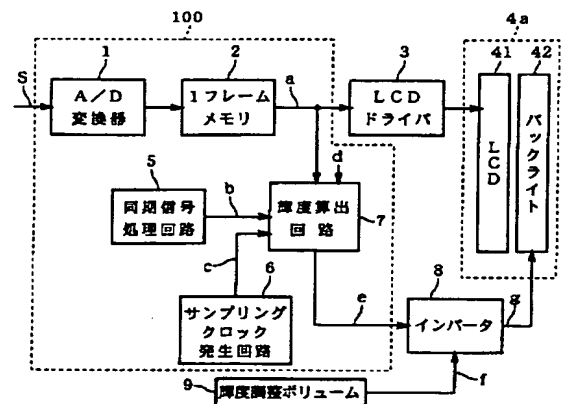 100
4a
1
2
3
41
42
S
A/D
変換器
1フレーム
メモリ
a
LCD
ドライバ
LCD
バックライト
d
5
同期信号
処理回路
b
輝度算出
回路
7
c
6
サンプリング
クロック
発生回路
e
8
インバータ
g
f
9
輝度調整ボリューム